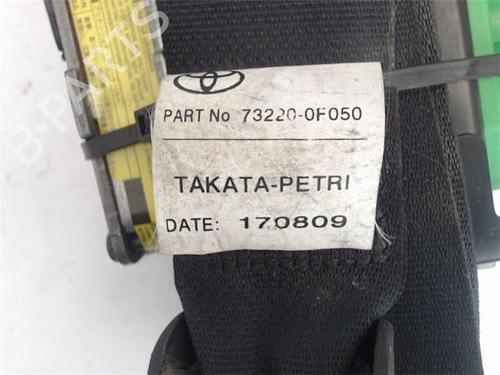 PART No 73220-0F050
TAKATA-PETRI
DATE: 170809
B-PARTS